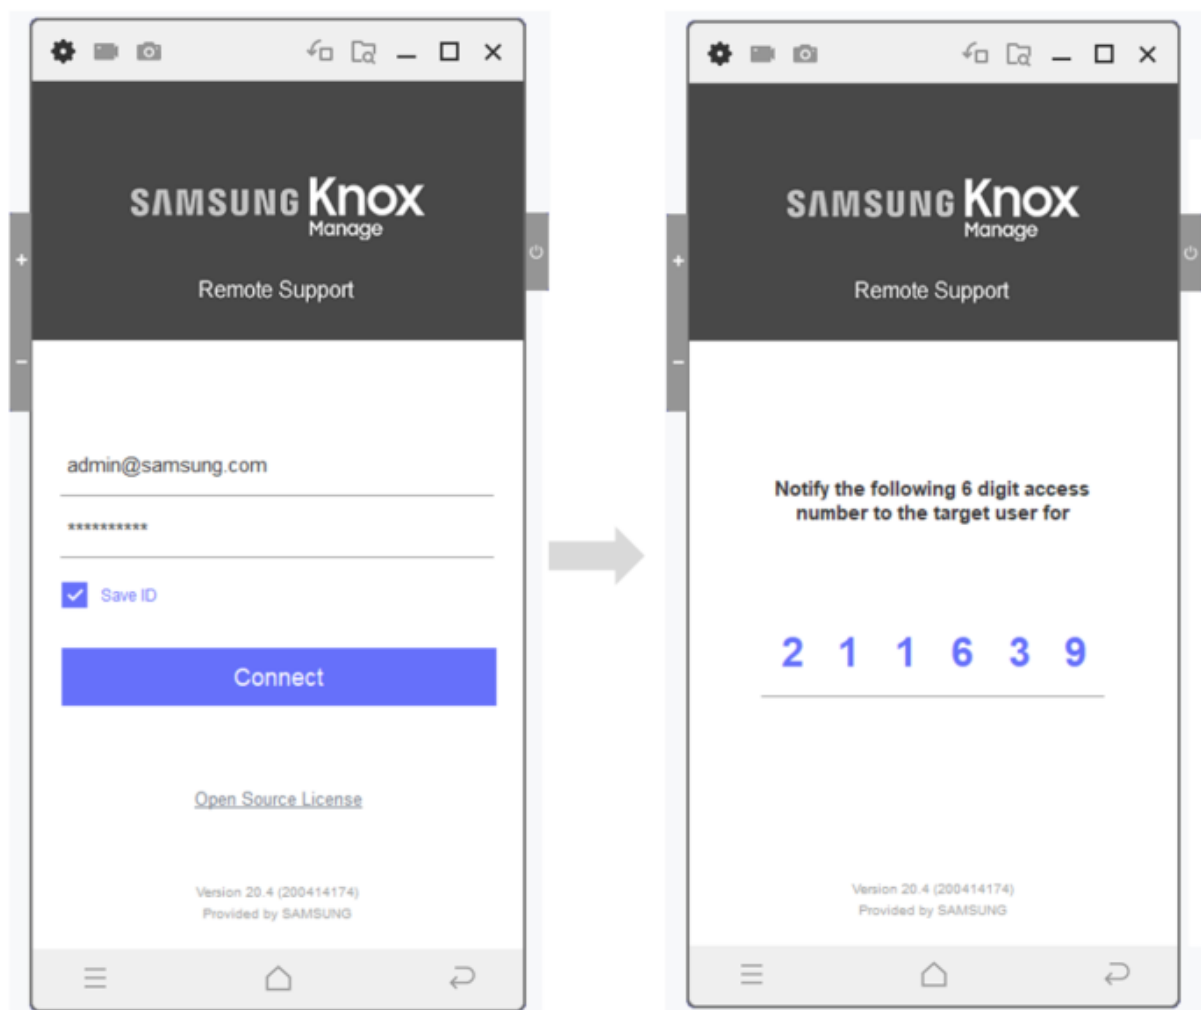 SAMSUNG Knox
Manage
Remote Support
admin@samsung.com
**********
Save ID
Connect
Open Source License
Version 20.4 (200414174)
Provided by SAMSUNG
SAMSUNG Knox
Manage
Remote Support
Notify the following 6 digit access
number to the target user for
2 1 1 6 3 9
Version 20.4 (200414174)
Provided by SAMSUNG